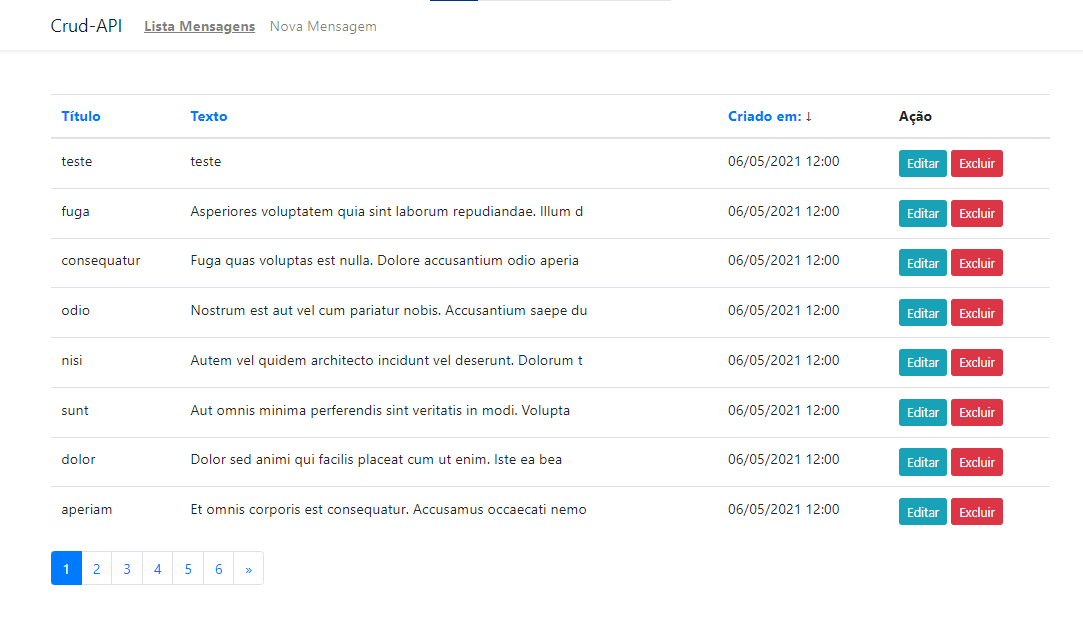 Crud-API Lista Mensagens Nova Mensagem
Título Texto Criado em: ↓ Ação
teste teste 06/05/2021 12:00 Editar Excluir
fuga Asperiores voluptatem quia sint laborum repudiandae. Illum d 06/05/2021 12:00 Editar Excluir
consequatur Fuga quas voluptas est nulla. Dolore accusantium odio aperia 06/05/2021 12:00 Editar Excluir
odio Nostrum est aut vel cum pariatur nobis. Accusantium saepe du 06/05/2021 12:00 Editar Excluir
nisi Autem vel quidem architecto incidunt vel deserunt. Dolorum t 06/05/2021 12:00 Editar Excluir
sunt Aut omnis minima perferendis sint veritatis in modi. Volupta 06/05/2021 12:00 Editar Excluir
dolor Dolor sed animi qui facilis placeat cum ut enim. Iste ea bea 06/05/2021 12:00 Editar Excluir
aperiam Et omnis corporis est consequatur. Accusamus occaecati nemo 06/05/2021 12:00 Editar Excluir
1 2 3 4 5 6 »